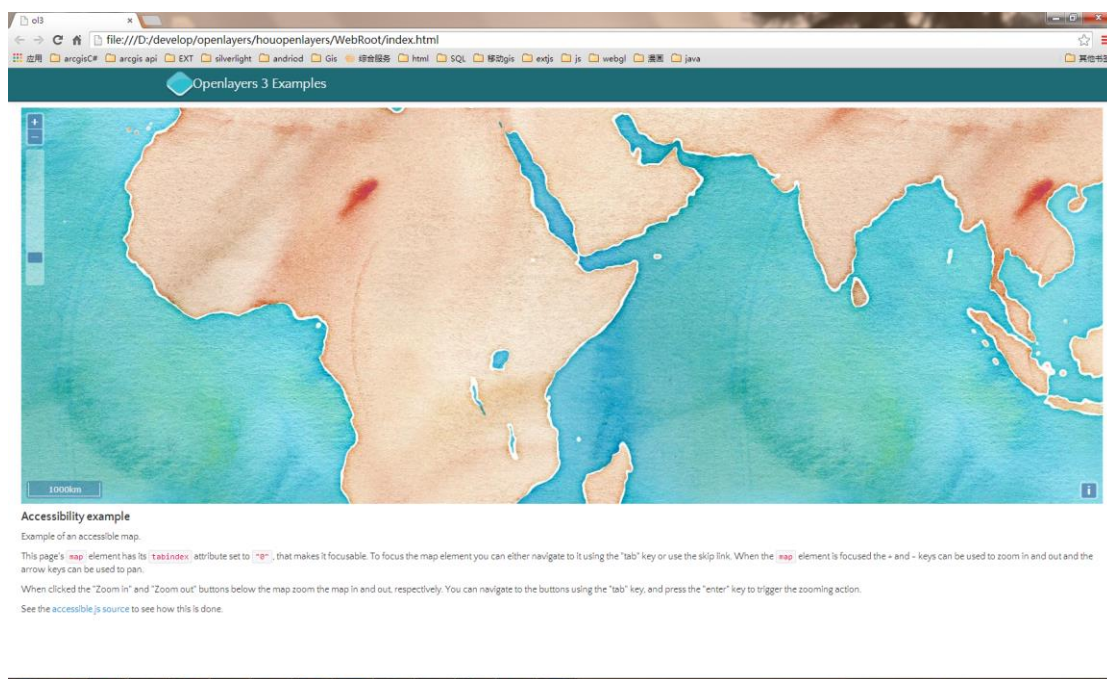 ol3
file:///D:/develop/openlayers/houopenlayers/WebRoot/index.html
应用 arcgisC# arcgis api EXT silverlight andriod Gis 综合服务 html SQL 移动gis extjs js webgl 漫画 java 其他书签
Openlayers 3 Examples
+
−
1000km
i
Accessibility example
Example of an accessible map.
This page's map element has its tabindex attribute set to "0", that makes it focusable. To focus the map element you can either navigate to it using the "tab" key or use the skip link. When the map element is focused the + and - keys can be used to zoom in and out and the
arrow keys can be used to pan.
When clicked the "Zoom in" and "Zoom out" buttons below the map zoom the map in and out, respectively. You can navigate to the buttons using the "tab" key, and press the "enter" key to trigger the zooming action.
See the accessible.js source to see how this is done.